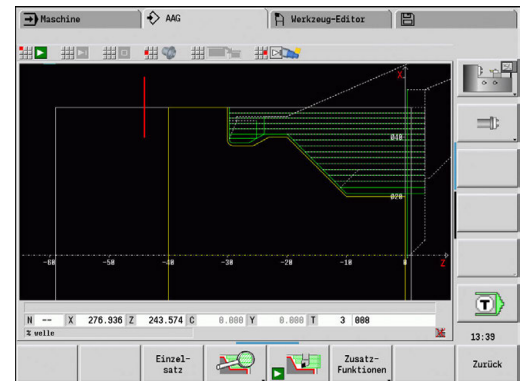 Maschine
AAG
Werkzeug-Editor
X
Ø40
Ø20
-60 -50 -40 -30 -20 -10 0 Z
N -- X 276.936 Z 243.574 C 0.000 Y 0.000 T 3 000
% welle
T
13:39
Einzel-
satz
Zusatz-
Funktionen
Zurück